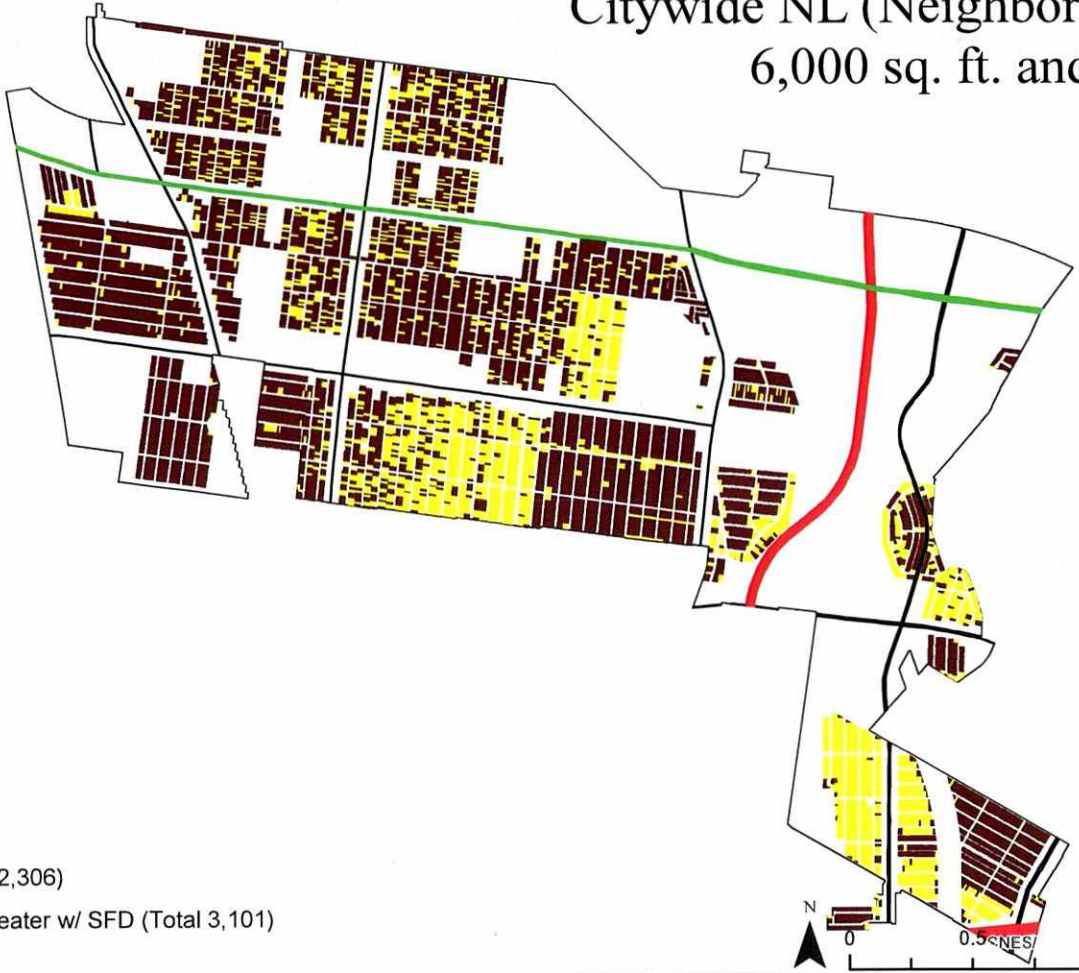 Citywide NL (Neighbor
6,000 sq. ft. and
2,306)
eater w/ SFD (Total 3,101)
N
0 0.5